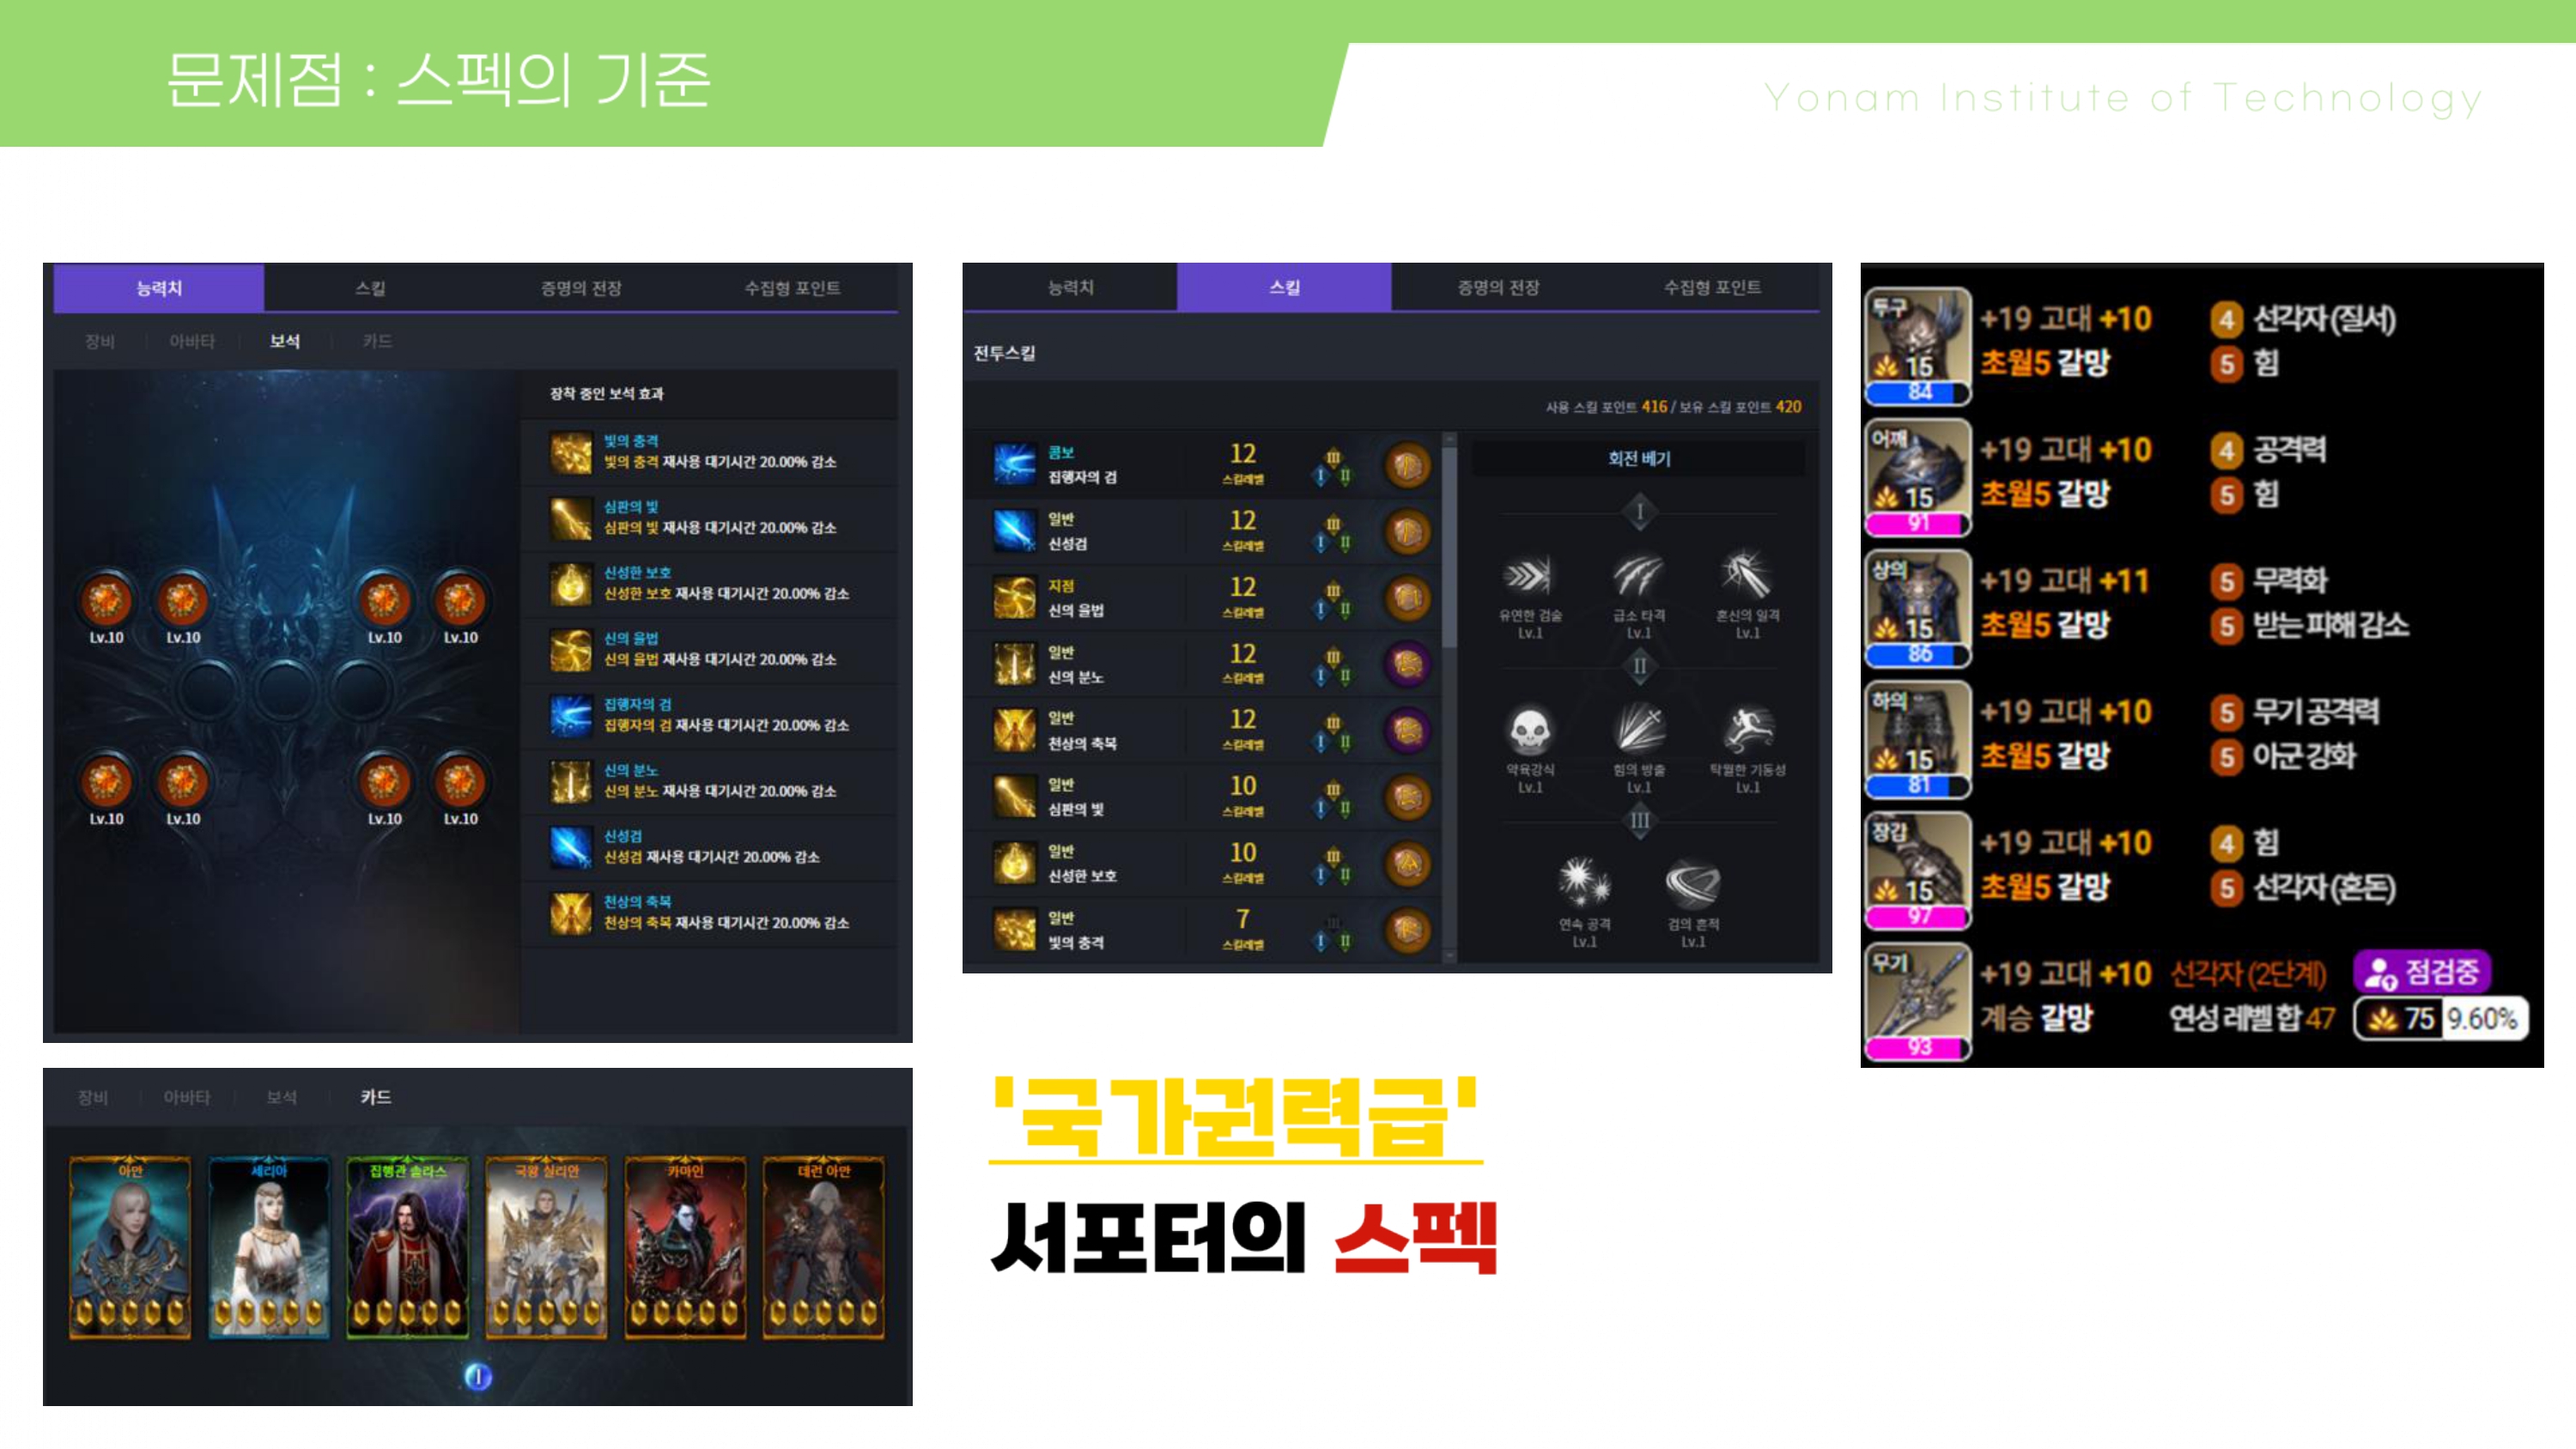 문제점 : 스펙의 기준
Yonam Institute of Technology
능력치 스킬 증명의 전장 수집형 포인트
장비 아바타 보석 카드
장착 중인 보석 효과
빛의 충격
빛의 충격 재사용 대기시간 20.00% 감소
심판의 빛
심판의 빛 재사용 대기시간 20.00% 감소
신성한 보호
신성한 보호 재사용 대기시간 20.00% 감소
신의 율법
신의 율법 재사용 대기시간 20.00% 감소
집행자의 검
집행자의 검 재사용 대기시간 20.00% 감소
신의 분노
신의 분노 재사용 대기시간 20.00% 감소
신성검
신성검 재사용 대기시간 20.00% 감소
천상의 축복
천상의 축복 재사용 대기시간 20.00% 감소
Lv.10 Lv.10 Lv.10 Lv.10
Lv.10 Lv.10 Lv.10 Lv.10
장비 아바타 보석 카드
아만 세리아 집행관 솔라스 국왕 실리안 카마인 데런 아만
I
능력치 스킬 증명의 전장 수집형 포인트
전투스킬
사용 스킬 포인트 416 / 보유 스킬 포인트 420
콤보
집행자의 검
12
스킬레벨
I II III
일반
신성검
12
스킬레벨
I II III
지점
신의 율법
12
스킬레벨
I II III
일반
신의 분노
12
스킬레벨
I II III
일반
천상의 축복
12
스킬레벨
I II III
일반
심판의 빛
10
스킬레벨
I II III
일반
신성한 보호
10
스킬레벨
I II III
일반
빛의 충격
7
스킬레벨
I II III
회전 베기
I
유연한 검술 급소 타격 혼신의 일격
Lv.1 Lv.1 Lv.1
II
약육강식 힘의 방출 탁월한 기동성
Lv.1 Lv.1 Lv.1
III
연속 공격 검의 흔적
Lv.1 Lv.1
'국가권력급'
서포터의 스펙
투구 15 84
+19 고대 +10 4 선각자 (질서)
초월5 갈망 5 힘
어깨 15 91
+19 고대 +10 4 공격력
초월5 갈망 5 힘
상의 15 86
+19 고대 +11 5 무력화
초월5 갈망 5 받는 피해 감소
하의 15 81
+19 고대 +10 5 무기 공격력
초월5 갈망 5 아군 강화
장갑 15 97
+19 고대 +10 4 힘
초월5 갈망 5 선각자 (혼돈)
무기 93
+19 고대 +10 선각자 (2단계) 점검중
계승 갈망 연성 레벨 합 47 75 9.60%